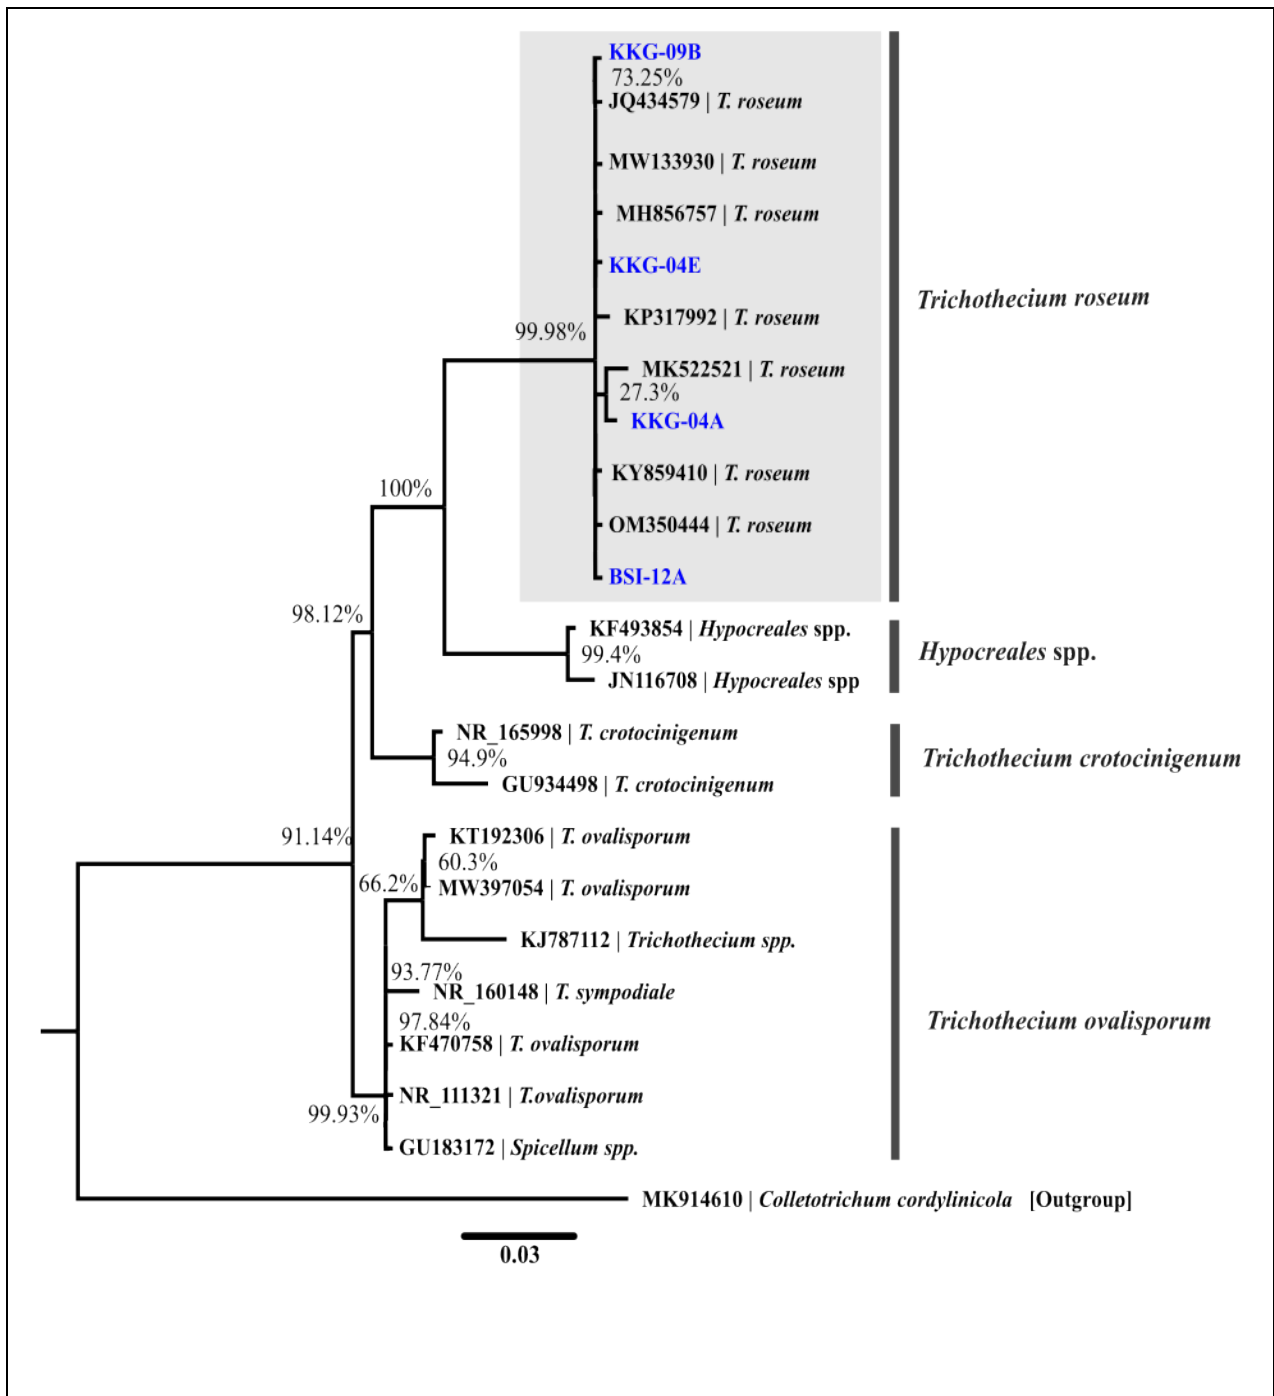 KKG-09B
73.25%
JQ434579 | T. roseum
MW133930 | T. roseum
MH856757 | T. roseum
KKG-04E
Trichothecium roseum
KP317992 | T. roseum
99.98%
MK522521 | T. roseum
27.3%
KKG-04A
KY859410 | T. roseum
100%
OM350444 | T. roseum
BSI-12A
98.12%
KF493854 | Hypocreales spp.
99.4%
Hypocreales spp.
JN116708 | Hypocreales spp
NR_165998 | T. crotocinigenum
94.9%
Trichothecium crotocinigenum
GU934498 | T. crotocinigenum
91.14%
KT192306 | T. ovalisporum
60.3%
66.2%
MW397054 | T. ovalisporum
KJ787112 | Trichothecium spp.
93.77%
NR_160148 | T. sympodiale
97.84%
Trichothecium ovalisporum
KF470758 | T. ovalisporum
NR_111321 | T.ovalisporum
99.93%
GU183172 | Spicellum spp.
MK914610 | Colletotrichum cordylinicola [Outgroup]
0.03